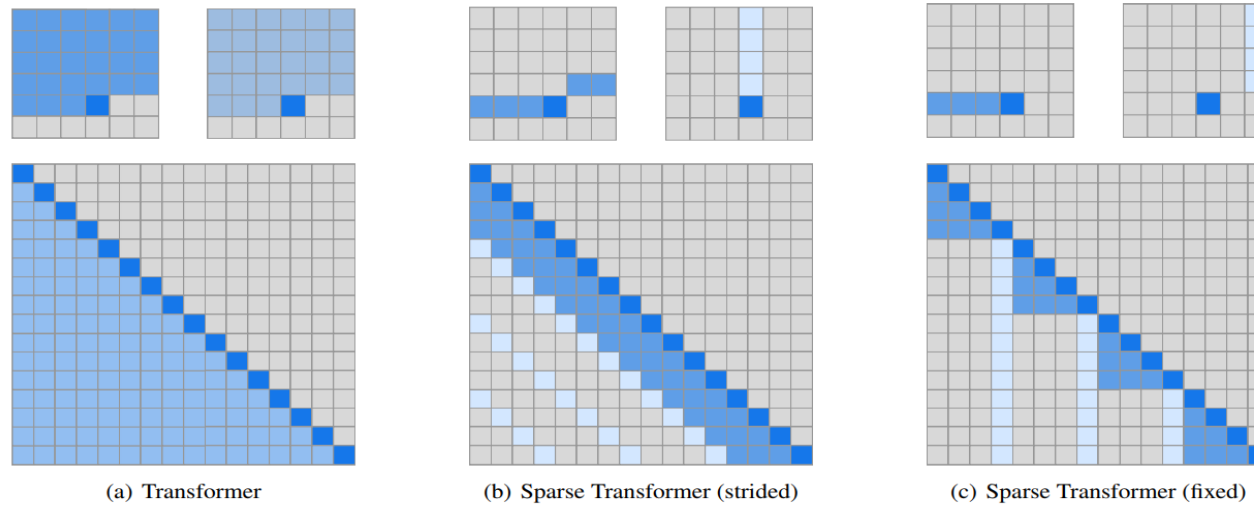 (a) Transformer
(b) Sparse Transformer (strided)
(c) Sparse Transformer (fixed)